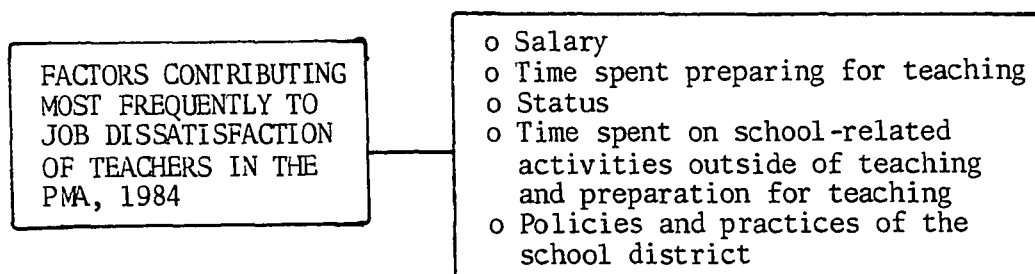 FACTORS CONTRIBUTING
MOST FREQUENTLY TO
JOB DISSATISFACTION
OF TEACHERS IN THE
PMA, 1984
o Salary
o Time spent preparing for teaching
o Status
o Time spent on school-related
activities outside of teaching
and preparation for teaching
o Policies and practices of the
school district